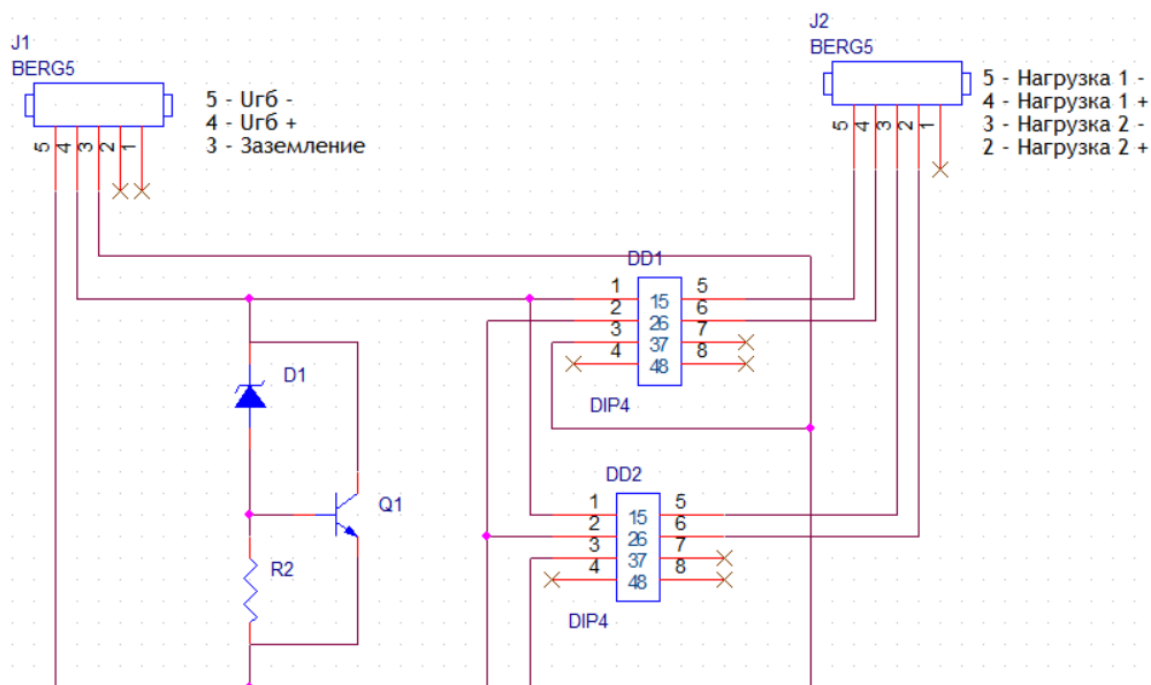 J1
BERG5
5 - Uгб -
4 - Uгб +
3 - Заземление
5 4 3 2 1
J2
BERG5
5 - Нагрузка 1 -
4 - Нагрузка 1 +
3 - Нагрузка 2 -
2 - Нагрузка 2 +
5 4 3 2 1
DD1
1 15 5
2 26 6
3 37 7
4 48 8
DIP4
D1
Q1
R2
DD2
1 15 5
2 26 6
3 37 7
4 48 8
DIP4